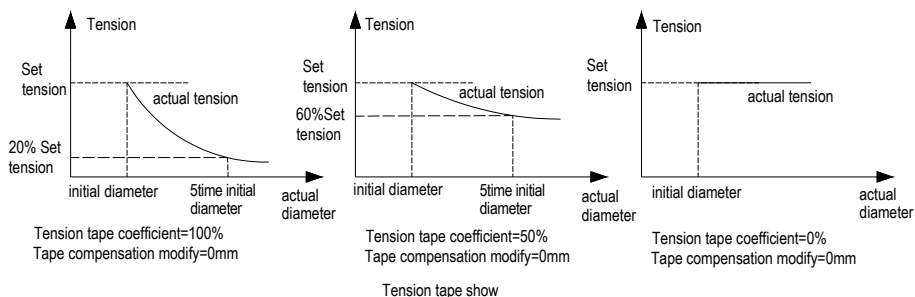 Tension
Set
tension
actual tension
20% Set
tension
initial diameter
5time initial
diameter
actual
diameter
Tension tape coefficient=100%
Tape compensation modify=0mm
Tension
Set
tension
actual tension
60%Set
tension
initial diameter
5time initial
diameter
actual
diameter
Tension tape coefficient=50%
Tape compensation modify=0mm
Tension
Set
tension
actual tension
initial diameter
actual
diameter
Tension tape coefficient=0%
Tape compensation modify=0mm
Tension tape show